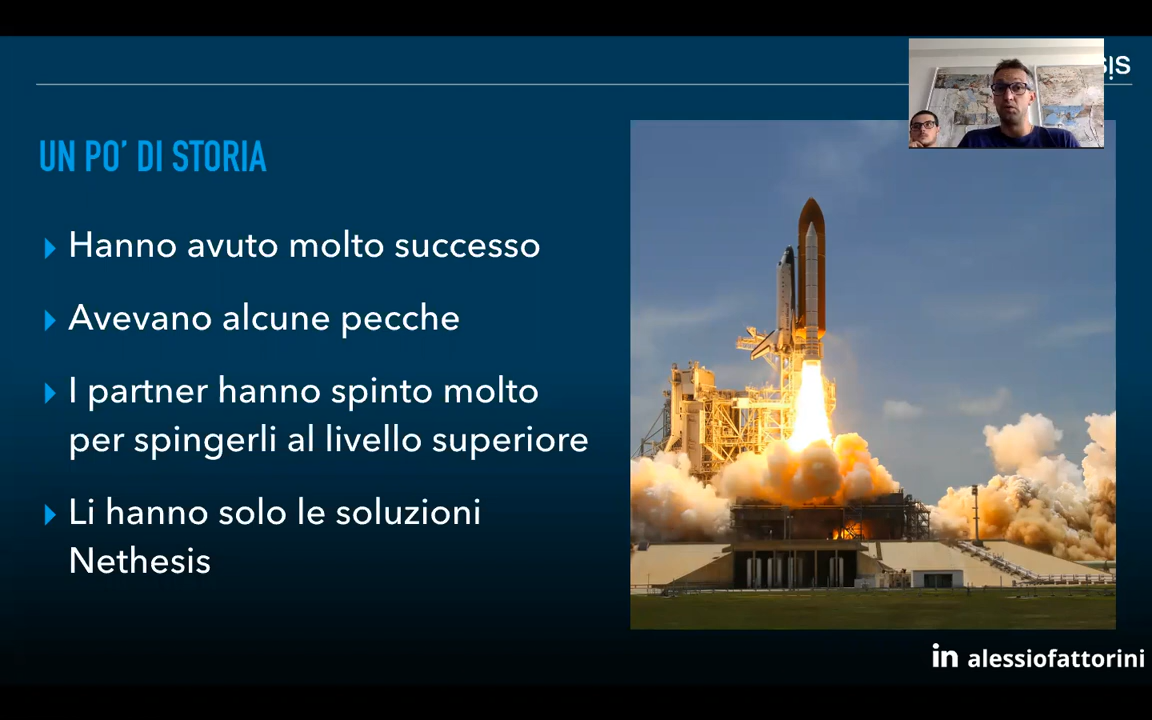 UN PO’ DI STORIA
Hanno avuto molto successo
Avevano alcune pecche
I partner hanno spinto molto
per spingerli al livello superiore
Li hanno solo le soluzioni
Nethesis
in alessiofattorini